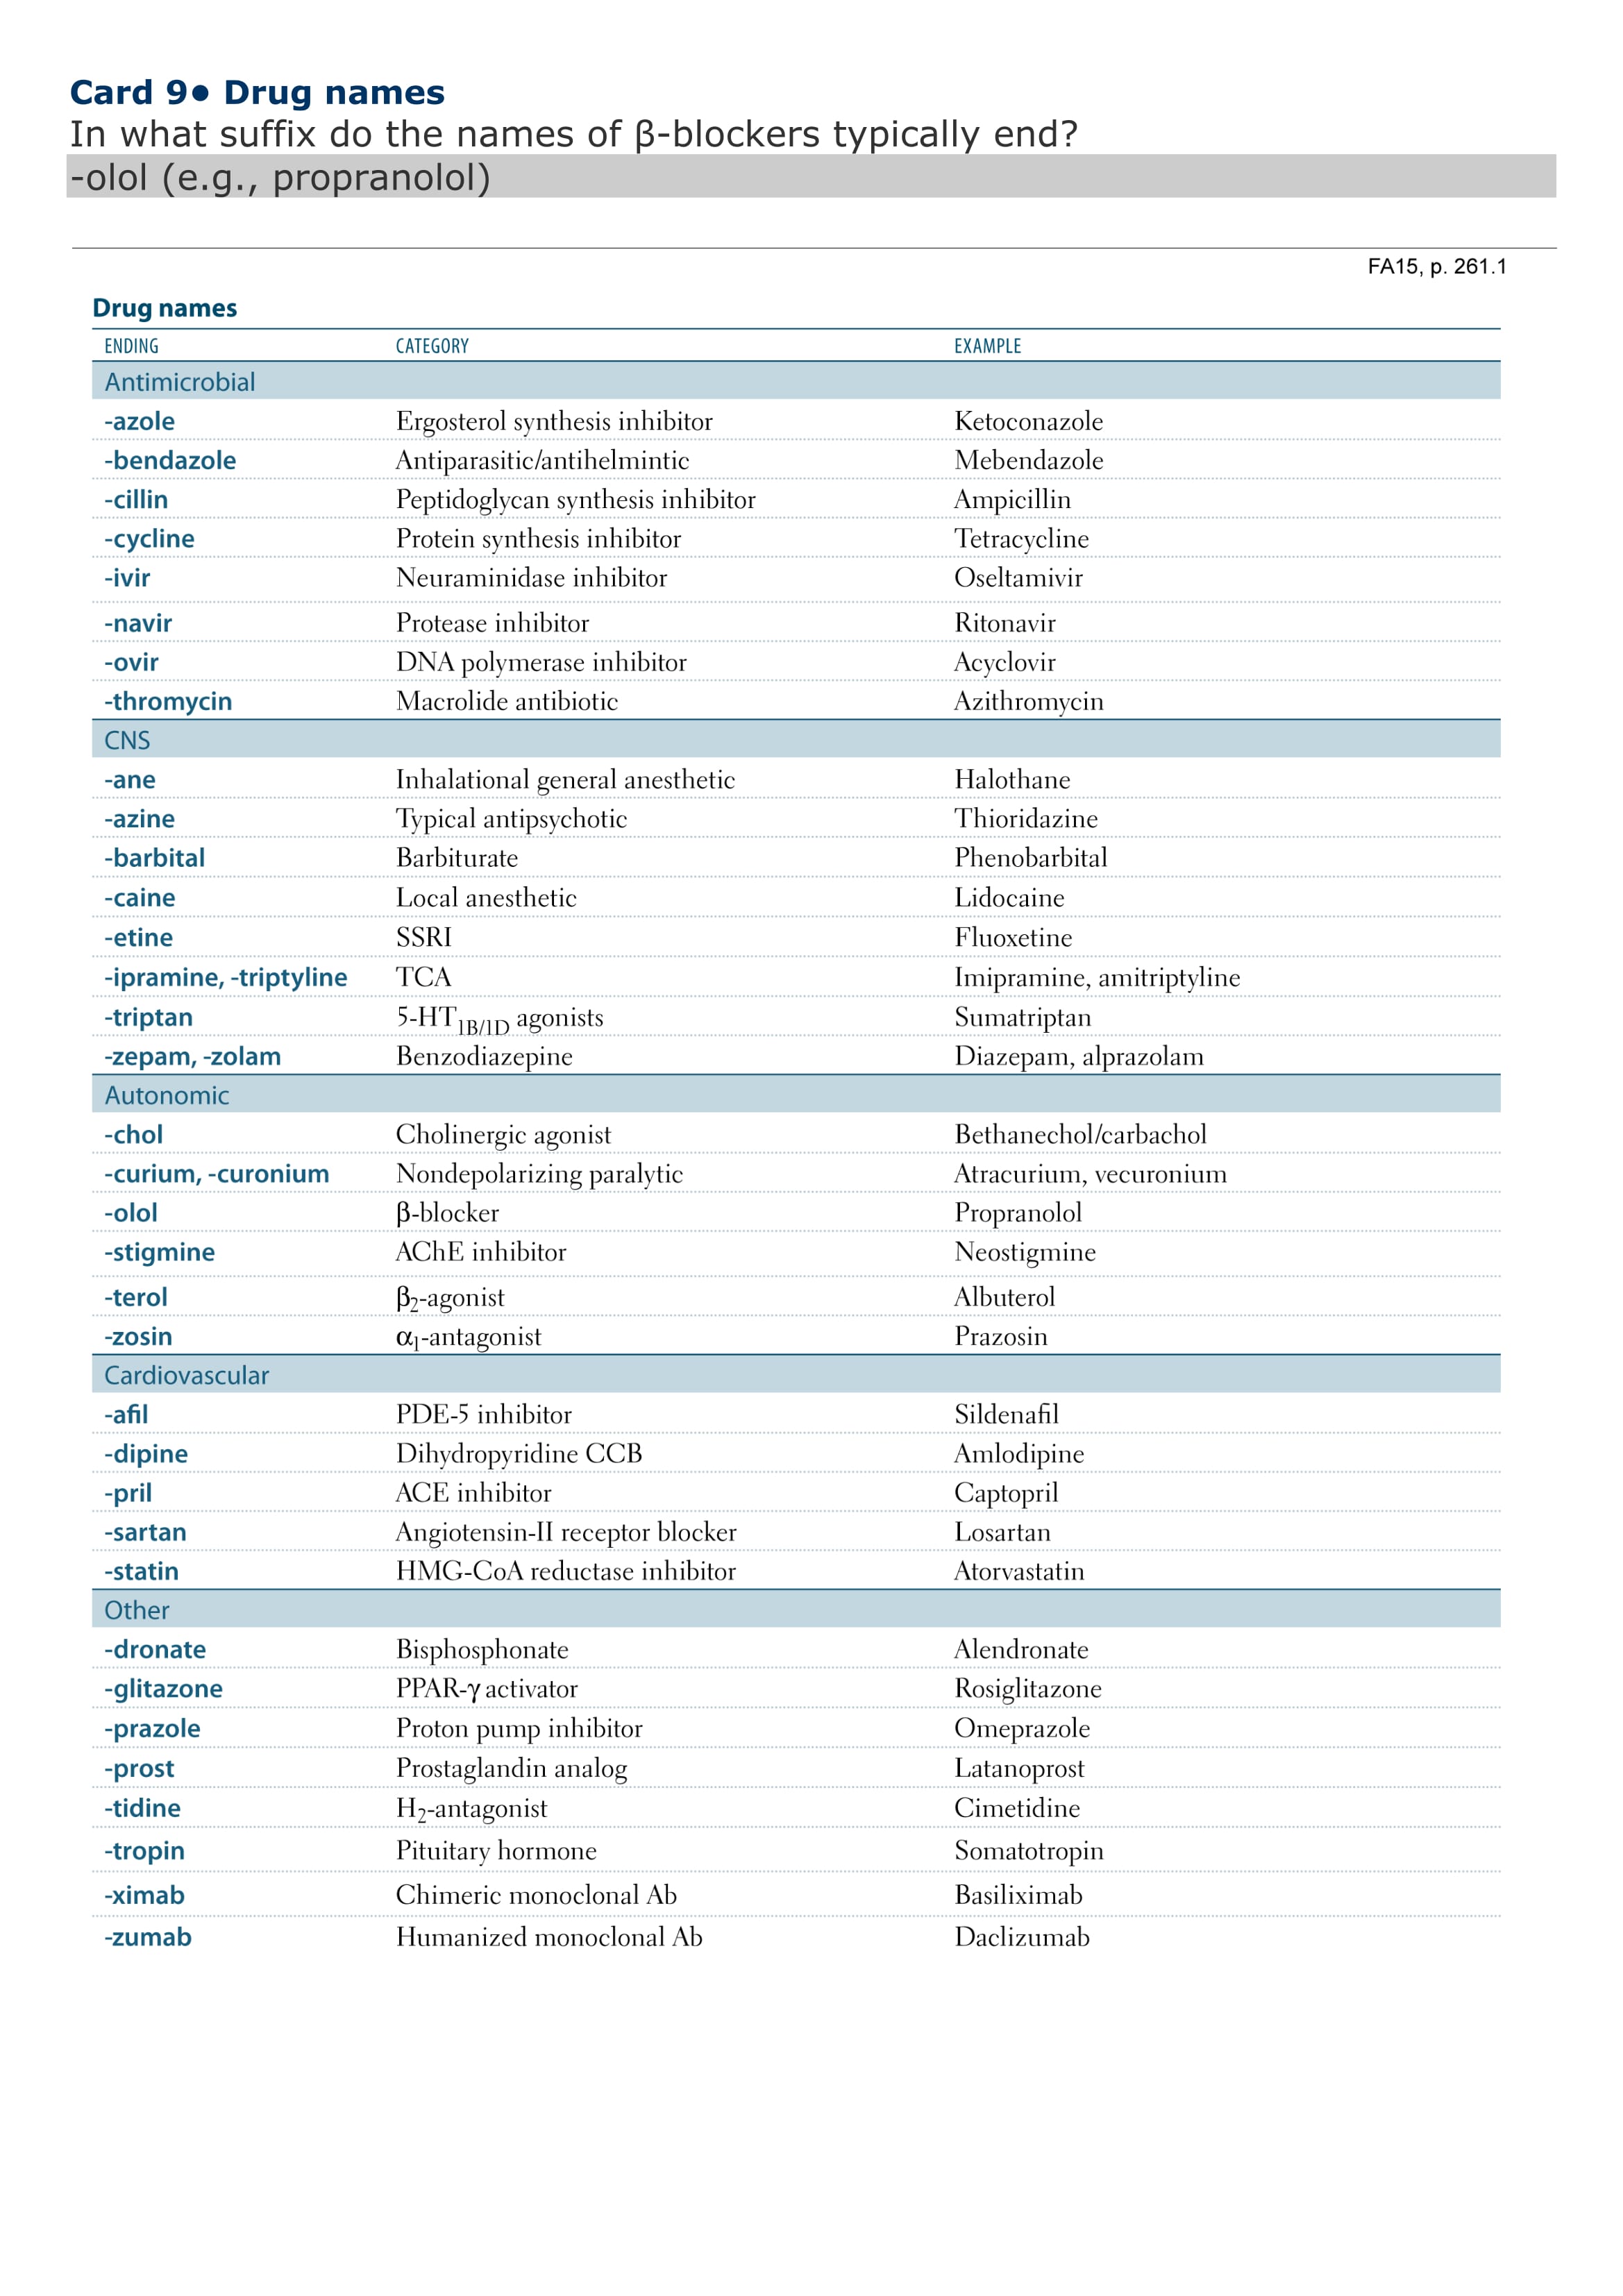 Card 9● Drug names
In what suffix do the names of β-blockers typically end?
-olol (e.g., propranolol)
FA15, p. 261.1
Drug names
ENDING CATEGORY EXAMPLE
Antimicrobial
-azole Ergosterol synthesis inhibitor Ketoconazole
-bendazole Antiparasitic/antihelmintic Mebendazole
-cillin Peptidoglycan synthesis inhibitor Ampicillin
-cycline Protein synthesis inhibitor Tetracycline
-ivir Neuraminidase inhibitor Oseltamivir
-navir Protease inhibitor Ritonavir
-ovir DNA polymerase inhibitor Acyclovir
-thromycin Macrolide antibiotic Azithromycin
CNS
-ane Inhalational general anesthetic Halothane
-azine Typical antipsychotic Thioridazine
-barbital Barbiturate Phenobarbital
-caine Local anesthetic Lidocaine
-etine SSRI Fluoxetine
-ipramine, -triptyline TCA Imipramine, amitriptyline
-triptan 5-HT1B/1D agonists Sumatriptan
-zepam, -zolam Benzodiazepine Diazepam, alprazolam
Autonomic
-chol Cholinergic agonist Bethanechol/carbachol
-curium, -curonium Nondepolarizing paralytic Atracurium, vecuronium
-olol β-blocker Propranolol
-stigmine AChE inhibitor Neostigmine
-terol β2-agonist Albuterol
-zosin α1-antagonist Prazosin
Cardiovascular
-afil PDE-5 inhibitor Sildenafil
-dipine Dihydropyridine CCB Amlodipine
-pril ACE inhibitor Captopril
-sartan Angiotensin-II receptor blocker Losartan
-statin HMG-CoA reductase inhibitor Atorvastatin
Other
-dronate Bisphosphonate Alendronate
-glitazone PPAR-γ activator Rosiglitazone
-prazole Proton pump inhibitor Omeprazole
-prost Prostaglandin analog Latanoprost
-tidine H2-antagonist Cimetidine
-tropin Pituitary hormone Somatotropin
-ximab Chimeric monoclonal Ab Basiliximab
-zumab Humanized monoclonal Ab Daclizumab